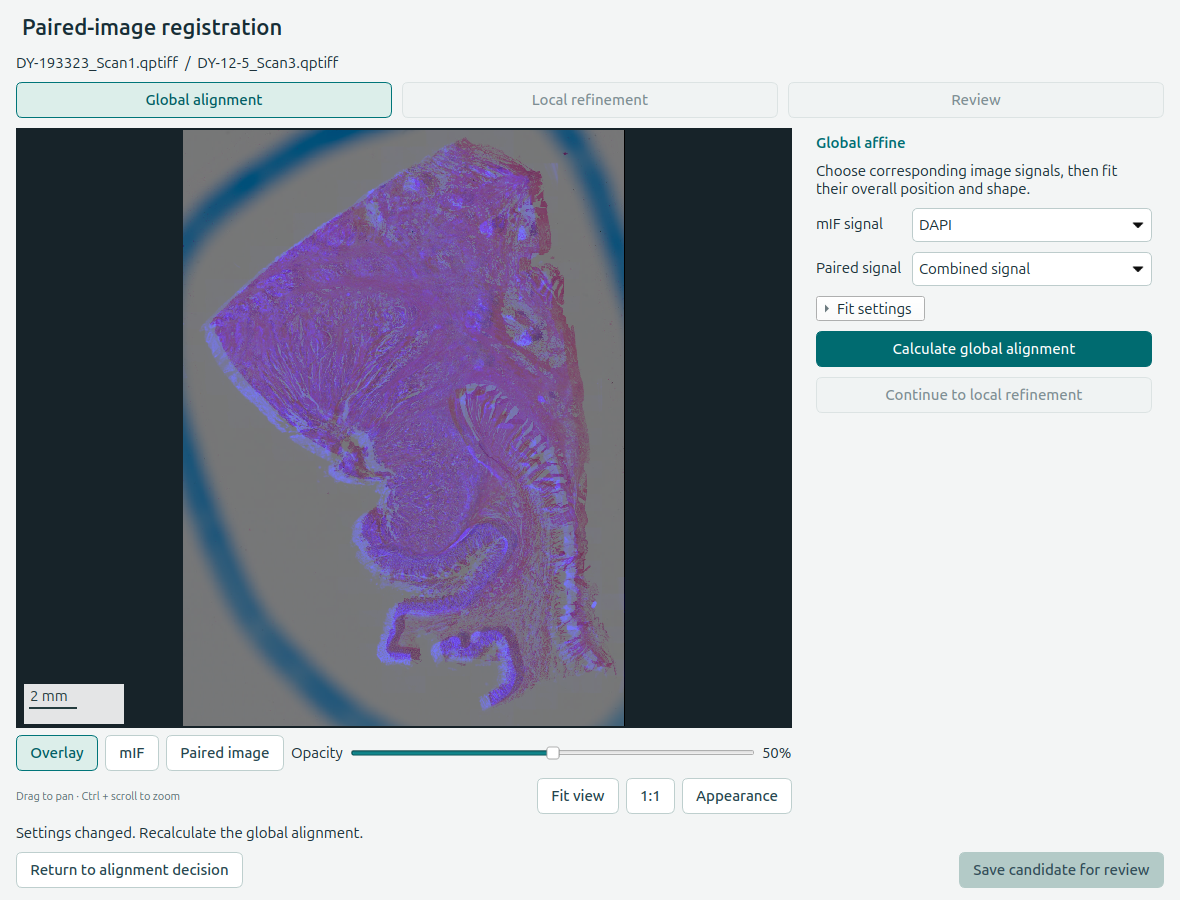 Paired-image registration
DY-193323_Scan1.qptiff / DY-12-5_Scan3.qptiff
Global alignment
Local refinement
Review
Global affine
Choose corresponding image signals, then fit
their overall position and shape.
mIF signal
DAPI
Paired signal
Combined signal
Fit settings
Calculate global alignment
Continue to local refinement
2 mm
Overlay
mIF
Paired image
Opacity
50%
Drag to pan · Ctrl + scroll to zoom
Fit view
1:1
Appearance
Settings changed. Recalculate the global alignment.
Return to alignment decision
Save candidate for review